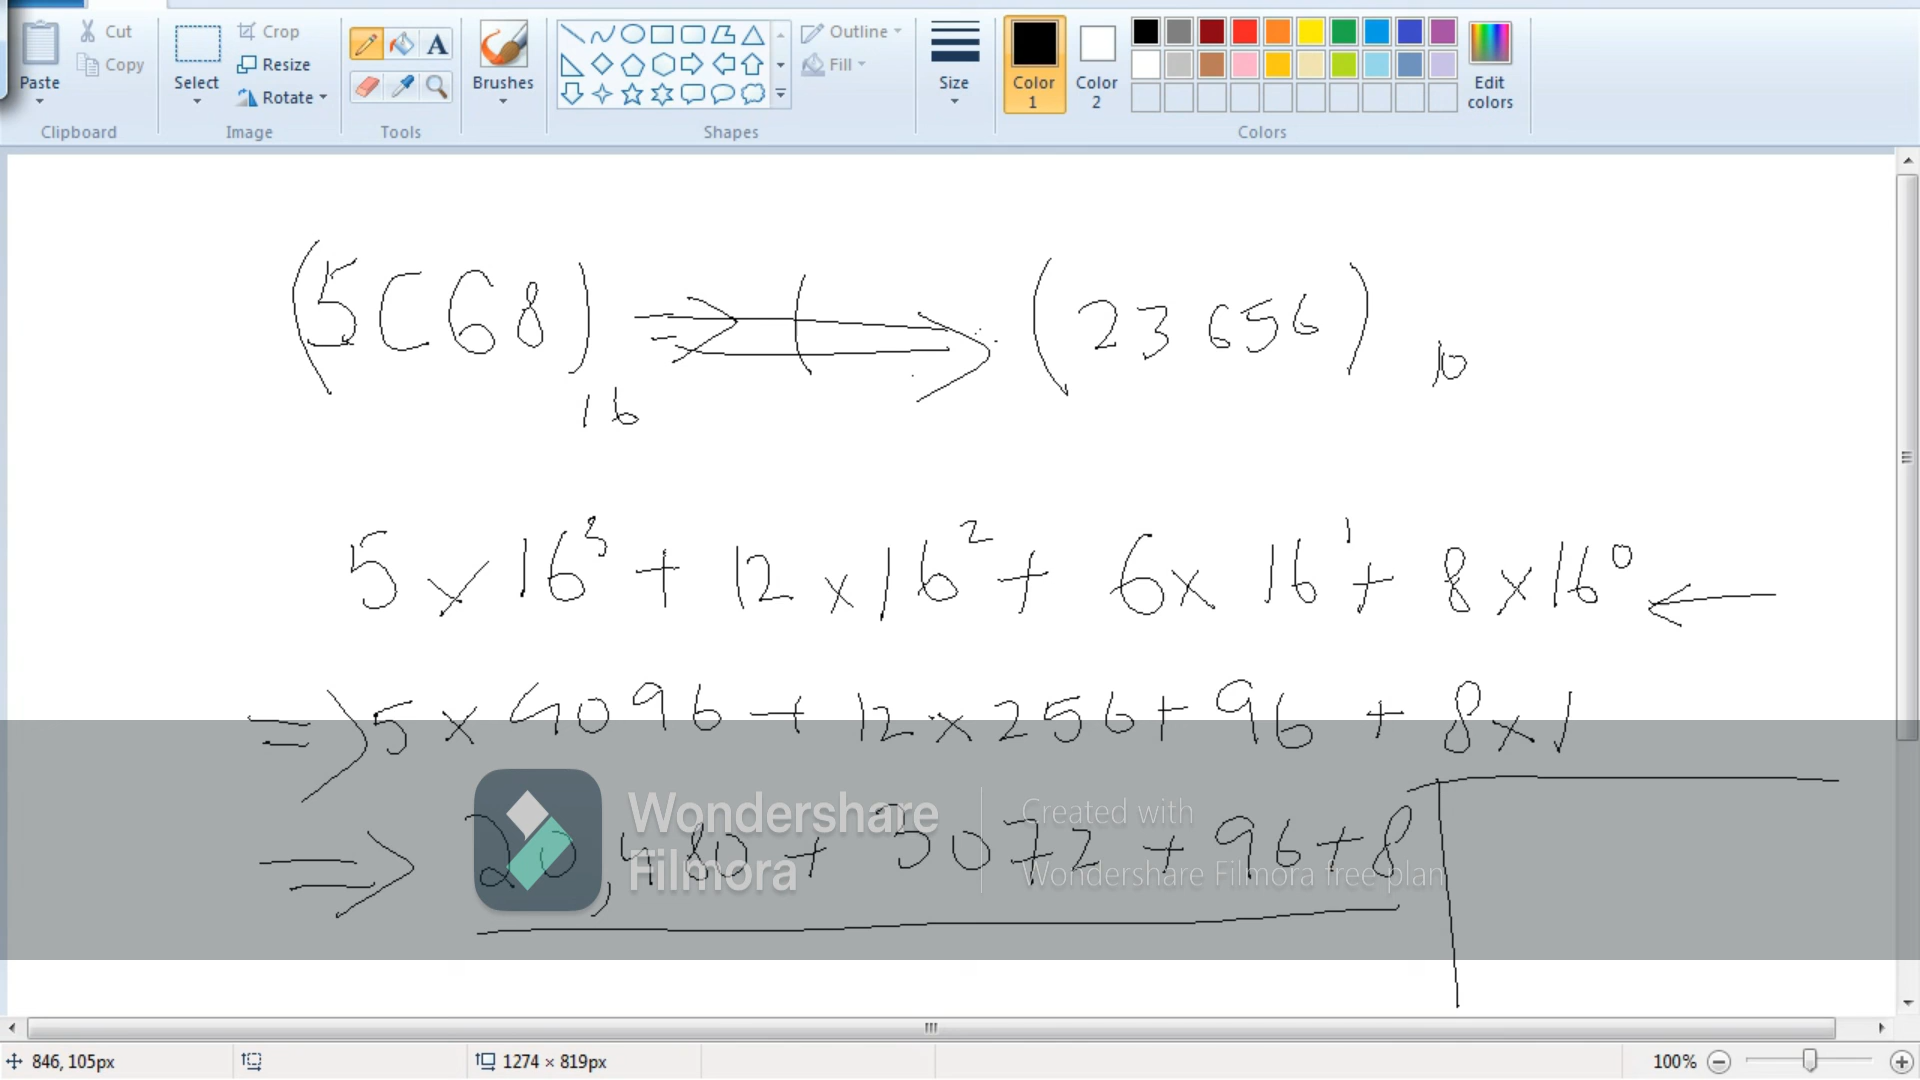 Cut
Crop
Outline
Copy
Resize
Fill
Paste
Select
Rotate
A
Brushes
Size
Color 1
Color 2
Edit colors
Clipboard
Image
Tools
Shapes
Colors
(5C68)16 ⇒ ( ⇒ (23656)10
5 x 16³ + 12 x 16² + 6 x 16¹ + 8 x 16⁰ ←
⇒ 5 x 4096 + 12 x 256 + 96 + 8 x 1
⇒ 20,480 + 3072 + 96 + 8
Wondershare Filmora
Created with
Wondershare Filmora free plan
846, 105px
1274 × 819px
100%